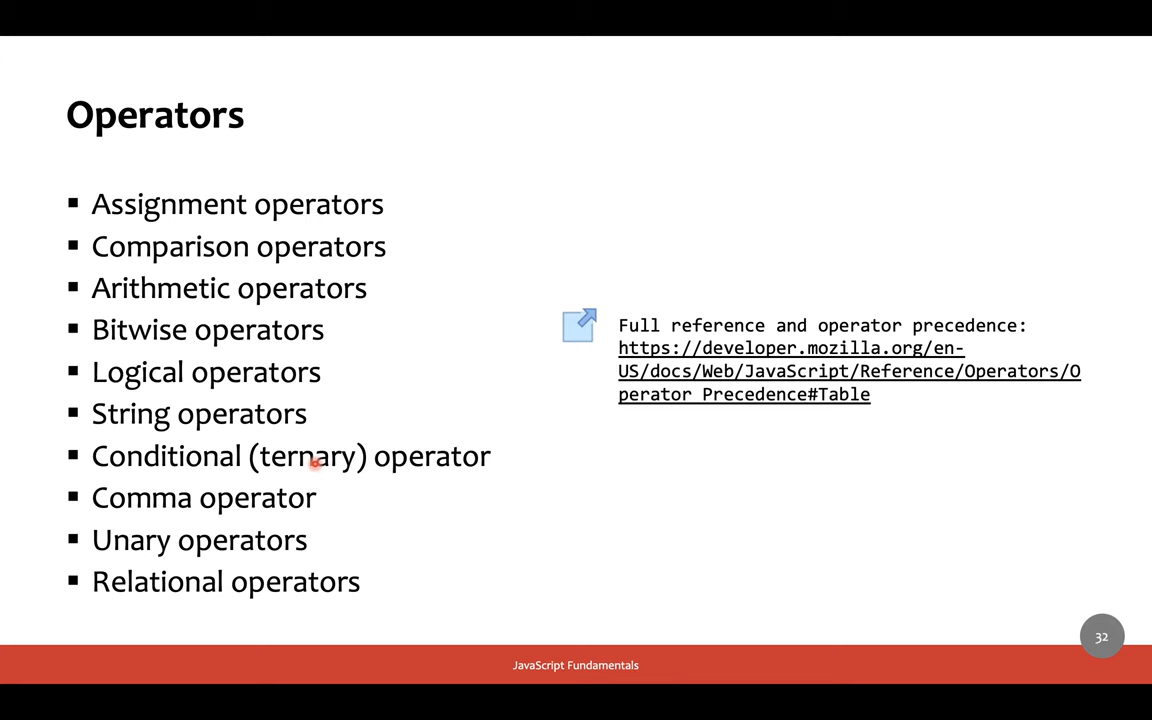 Operators
▪ Assignment operators
▪ Comparison operators
▪ Arithmetic operators
▪ Bitwise operators
▪ Logical operators
▪ String operators
▪ Conditional (ternary) operator
▪ Comma operator
▪ Unary operators
▪ Relational operators
Full reference and operator precedence:
https://developer.mozilla.org/en-
US/docs/Web/JavaScript/Reference/Operators/O
perator_Precedence#Table
32
JavaScript Fundamentals